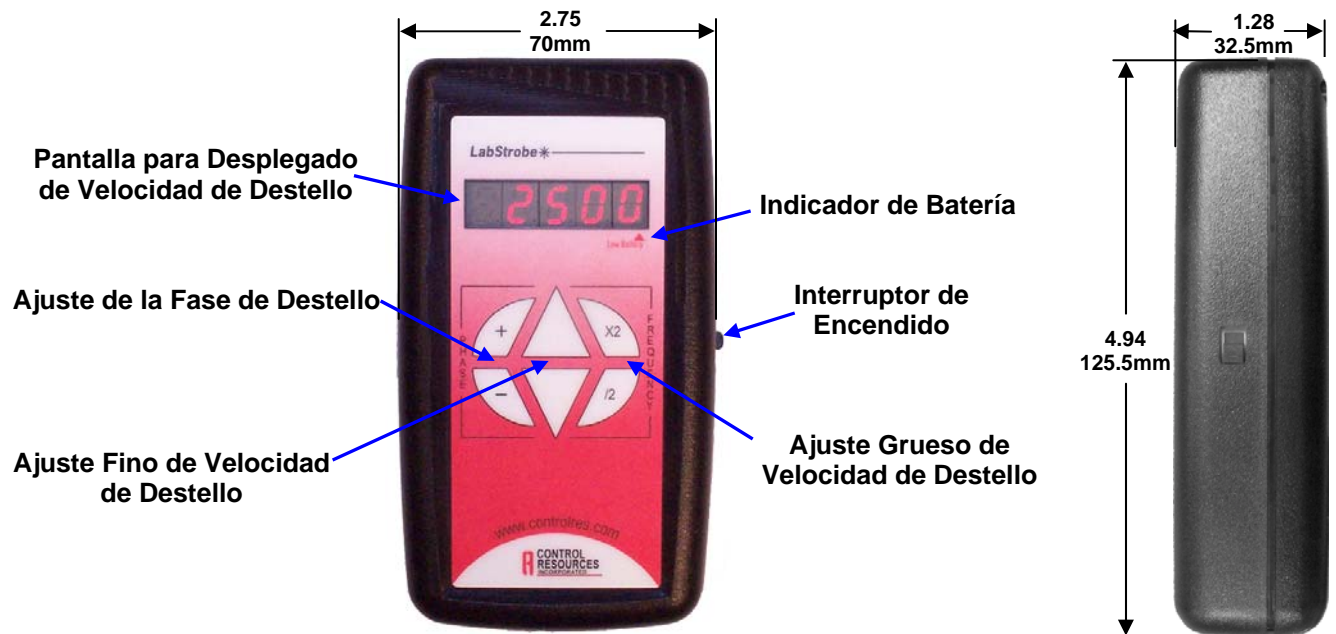 2.75
70mm
1.28
32.5mm
Pantalla para Desplegado
de Velocidad de Destello
LabStrobe
2500
Low Battery
Indicador de Batería
Ajuste de la Fase de Destello
Interruptor de
Encendido
+
X2
PHASE
FREQUENCY
−
/2
4.94
125.5mm
Ajuste Fino de Velocidad
de Destello
Ajuste Grueso de
Velocidad de Destello
www.controlres.com
CONTROL
RESOURCES
INCORPORATED